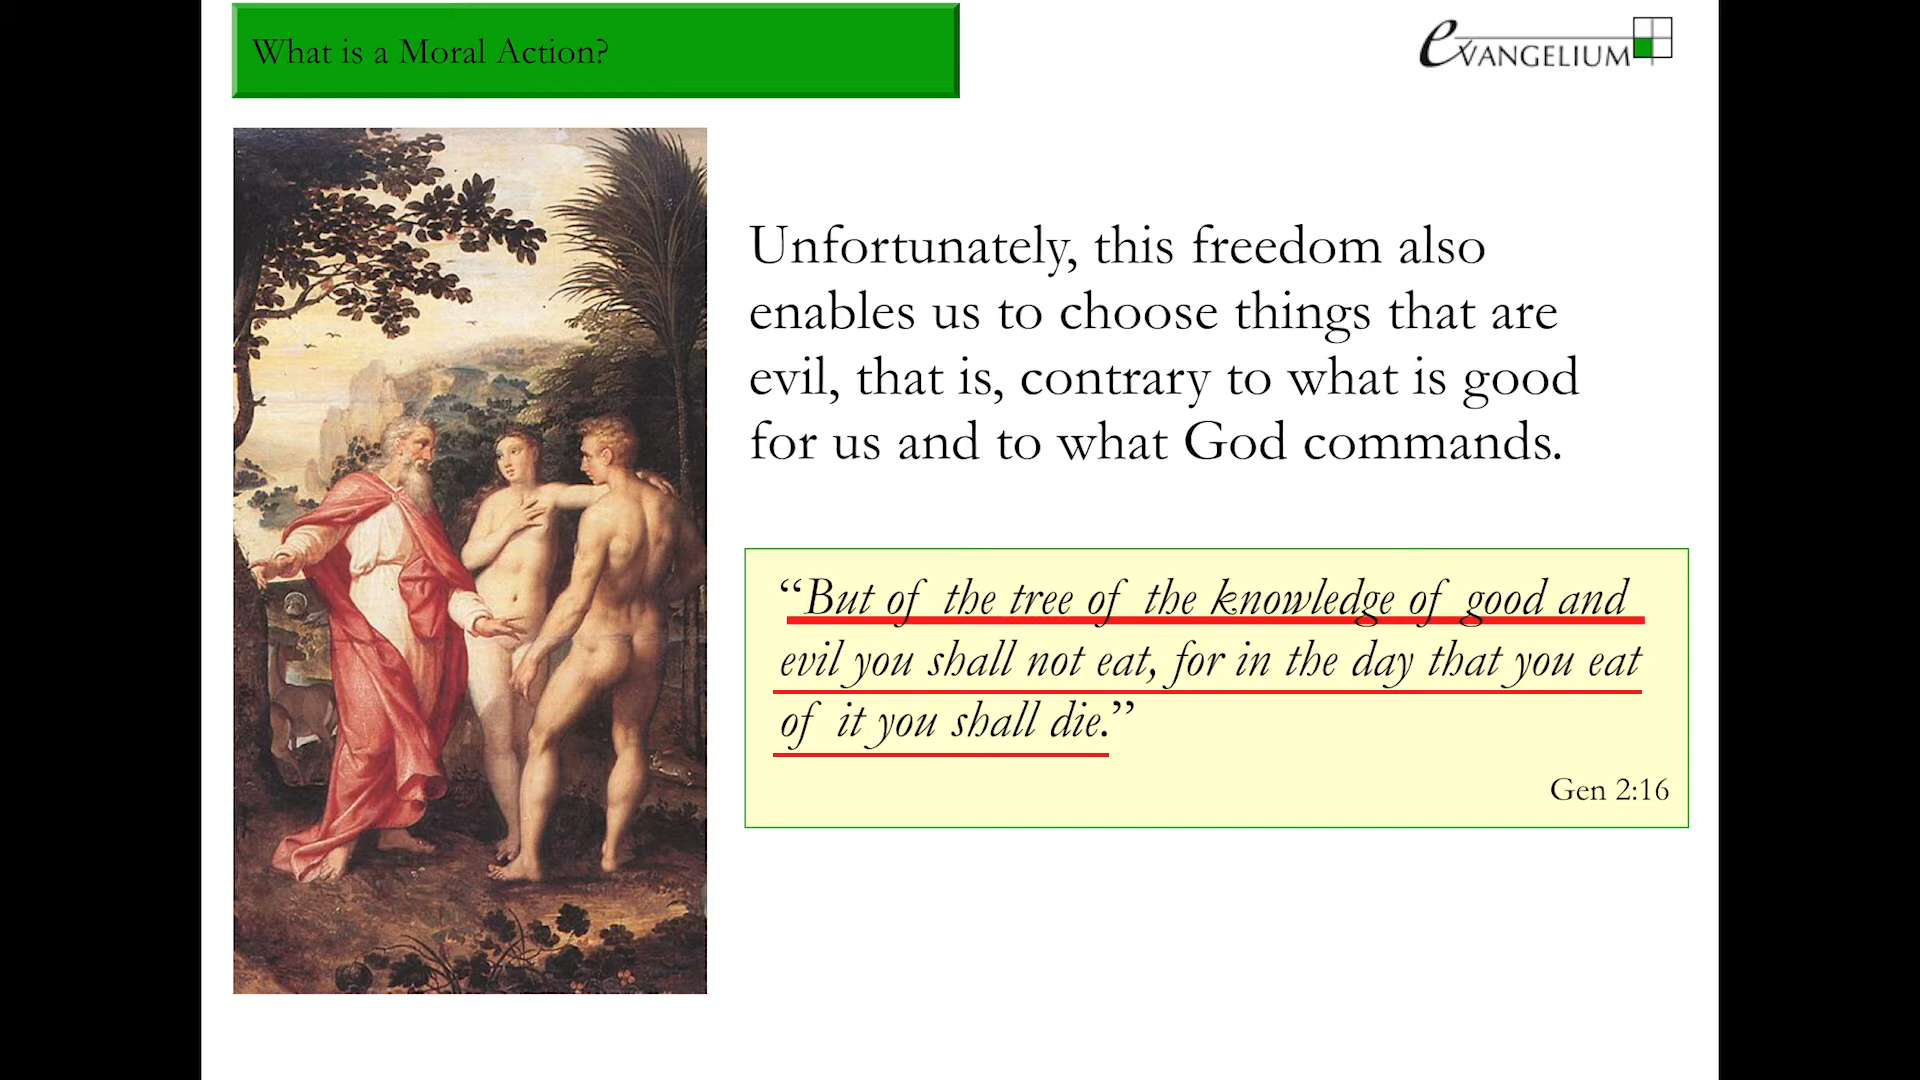 What is a Moral Action?
EVANGELIUM
Unfortunately, this freedom also
enables us to choose things that are
evil, that is, contrary to what is good
for us and to what God commands.
“But of the tree of the knowledge of good and
evil you shall not eat, for in the day that you eat
of it you shall die.”
Gen 2:16